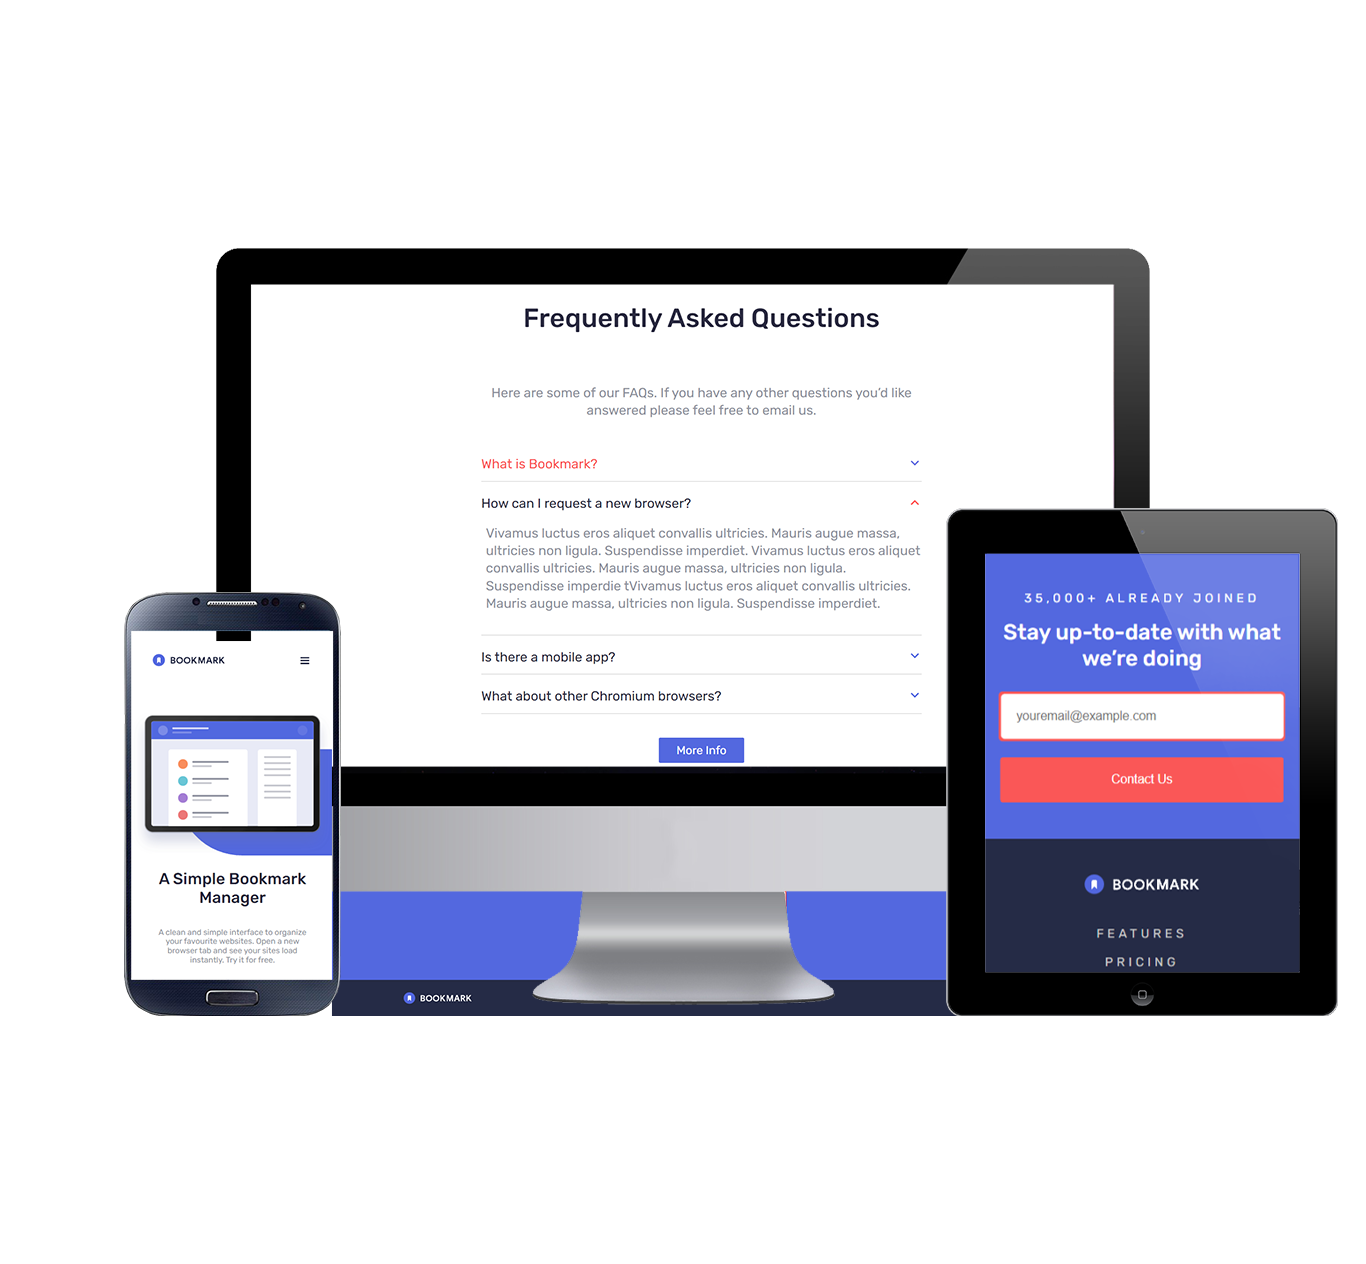 Frequently Asked Questions
Here are some of our FAQs. If you have any other questions you’d like
answered please feel free to email us.
What is Bookmark?
How can I request a new browser?
Vivamus luctus eros aliquet convallis ultricies. Mauris augue massa,
ultricies non ligula. Suspendisse imperdiet. Vivamus luctus eros aliquet
convallis ultricies. Mauris augue massa, ultricies non ligula.
Suspendisse imperdie tVivamus luctus eros aliquet convallis ultricies.
Mauris augue massa, ultricies non ligula. Suspendisse imperdiet.
Is there a mobile app?
What about other Chromium browsers?
More Info
BOOKMARK
BOOKMARK
A Simple Bookmark
Manager
A clean and simple interface to organize
your favourite websites. Open a new
browser tab and see your sites load
instantly. Try it for free.
35,000+ ALREADY JOINED
Stay up-to-date with what
we’re doing
youremail@example.com
Contact Us
BOOKMARK
FEATURES
PRICING